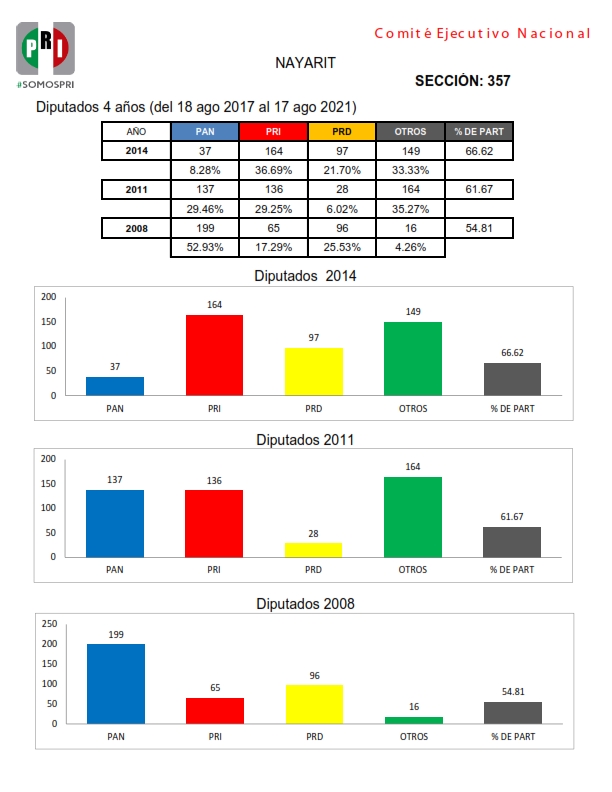 Comité Ejecutivo Nacional
PRI
#SOMOSPRI
NAYARIT
SECCIÓN: 357
Diputados 4 años (del 18 ago 2017 al 17 ago 2021)
AÑO PAN PRI PRD OTROS % DE PART
2014 37 164 97 149 66.62
8.28% 36.69% 21.70% 33.33%
2011 137 136 28 164 61.67
29.46% 29.25% 6.02% 35.27%
2008 199 65 96 16 54.81
52.93% 17.29% 25.53% 4.26%
Diputados 2014
200
150
100
50
0
37 164 97 149 66.62
PAN PRI PRD OTROS % DE PART
Diputados 2011
200
150
100
50
0
137 136 28 164 61.67
PAN PRI PRD OTROS % DE PART
Diputados 2008
250
200
150
100
50
0
199 65 96 16 54.81
PAN PRI PRD OTROS % DE PART